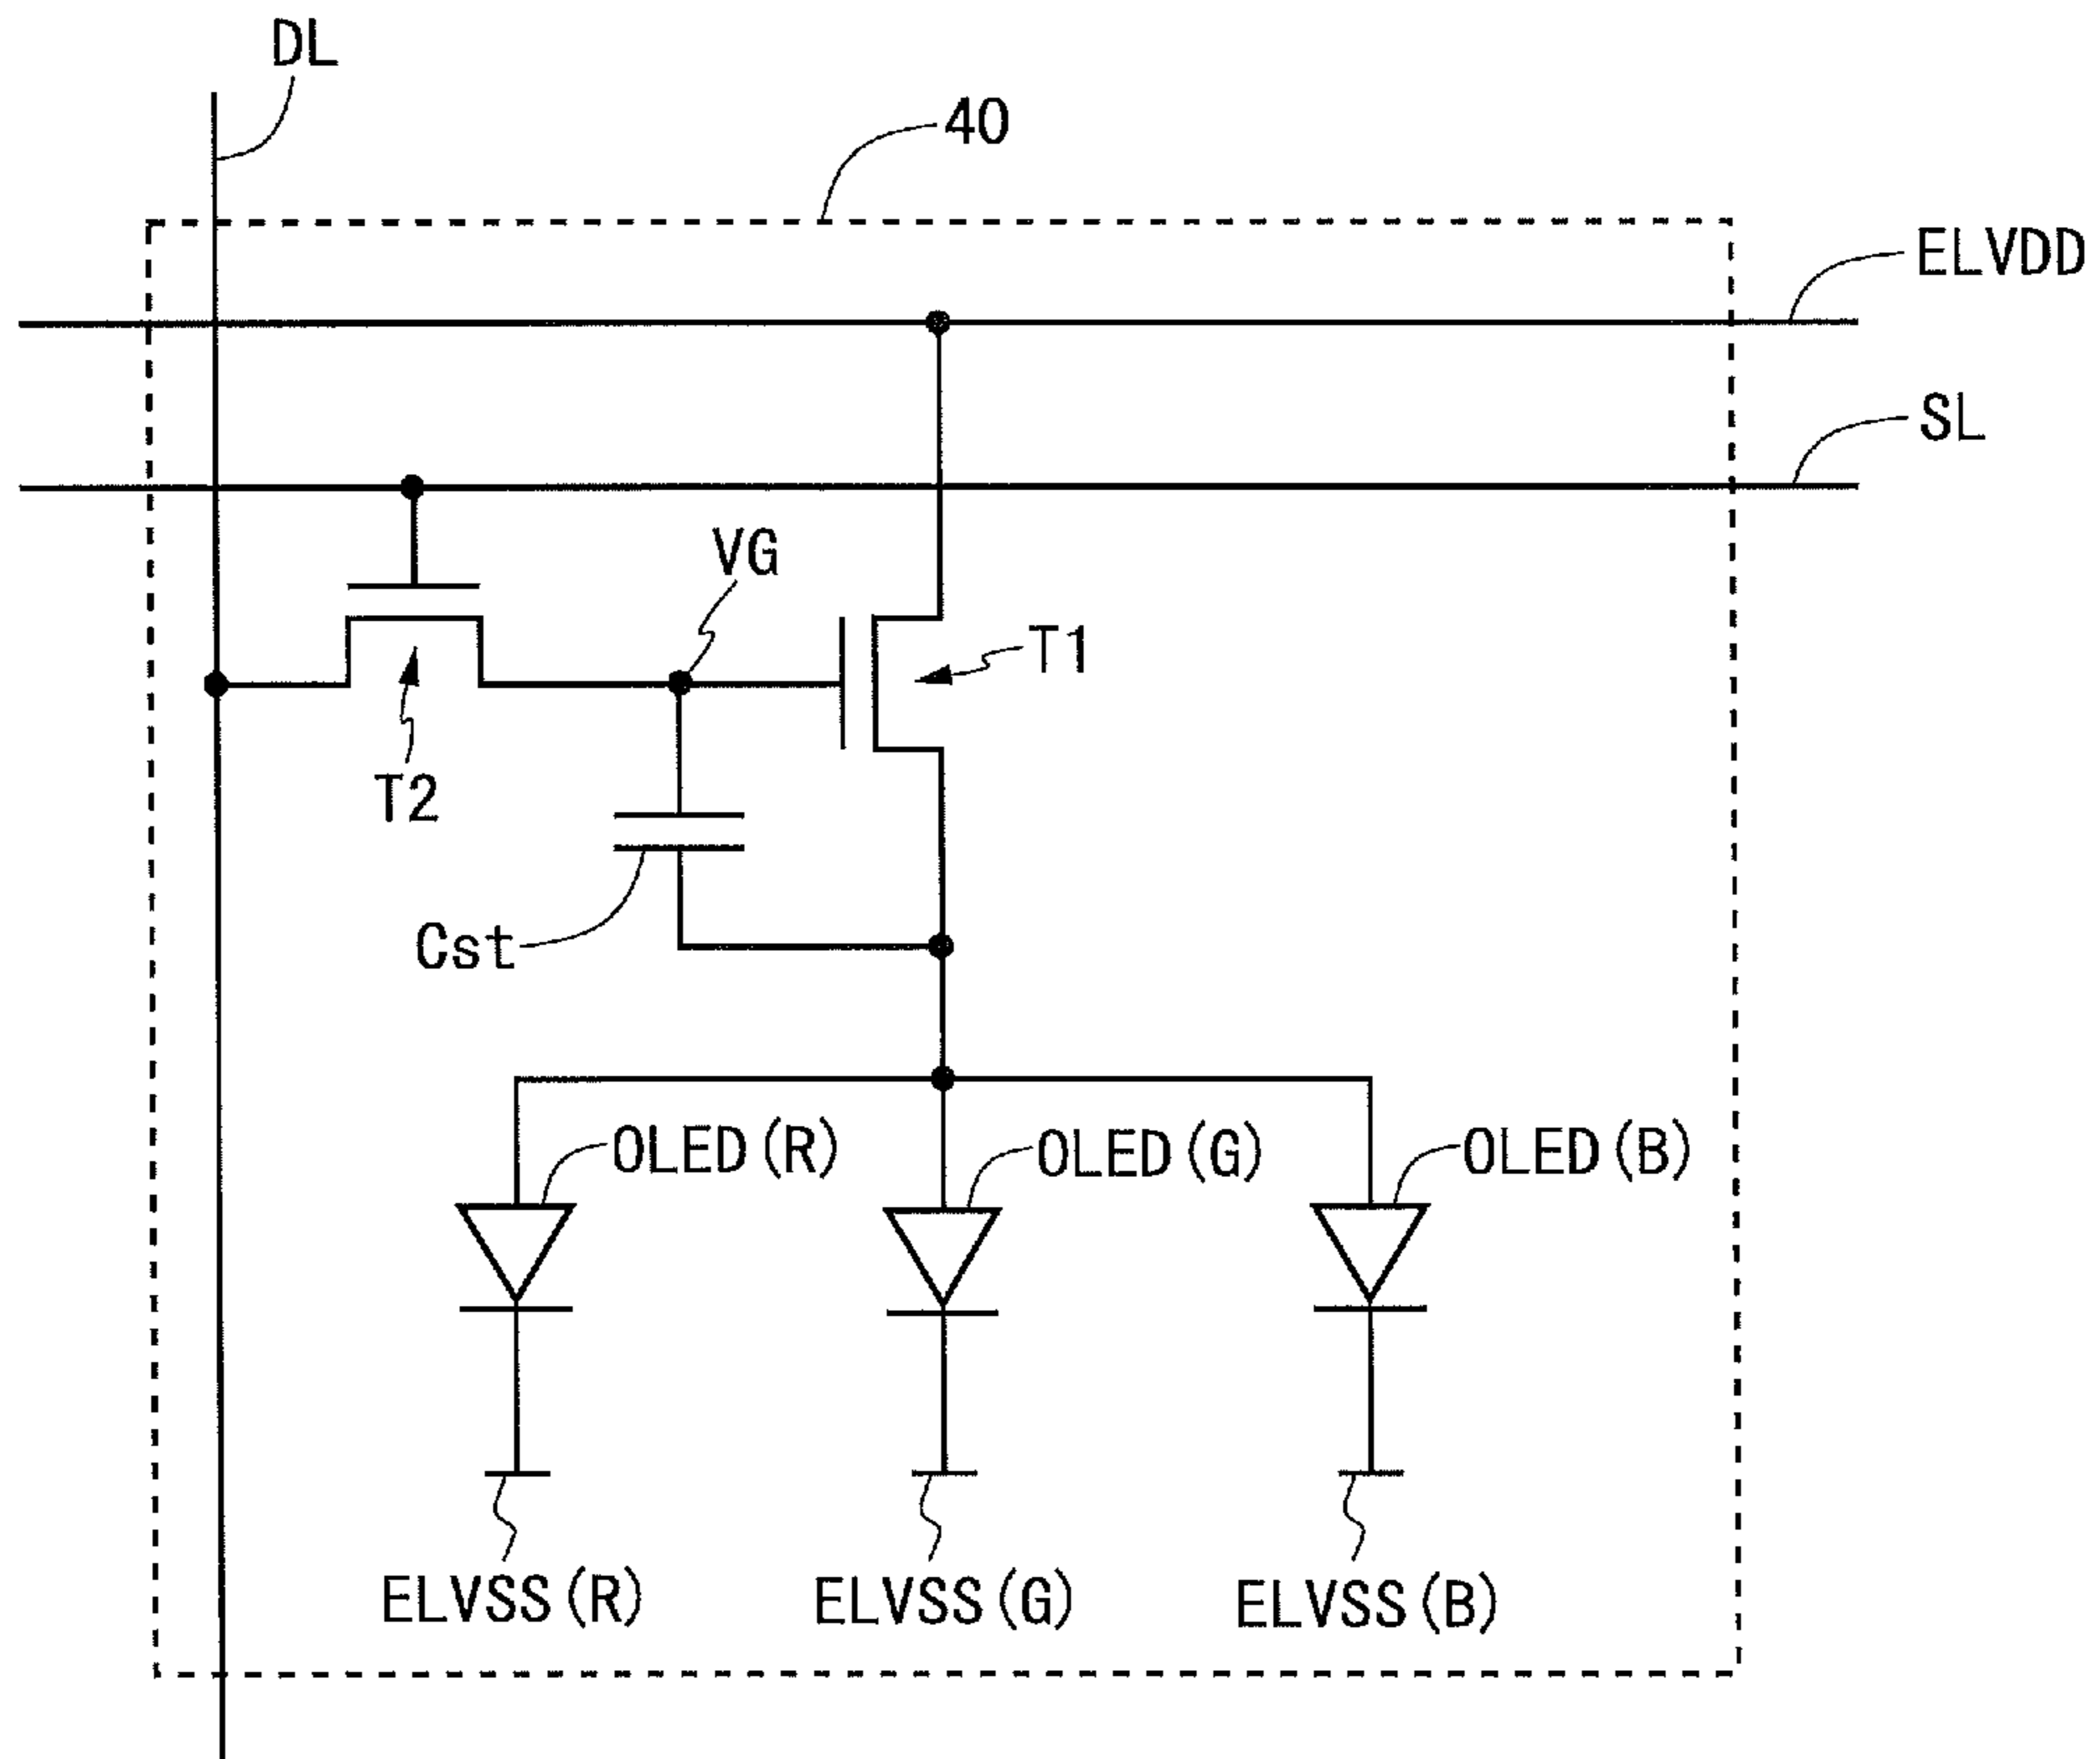 DL
40
ELVDD
SL
VG
T1
T2
Cst
OLED(R)
OLED(G)
OLED(B)
ELVSS(R)
ELVSS(G)
ELVSS(B)